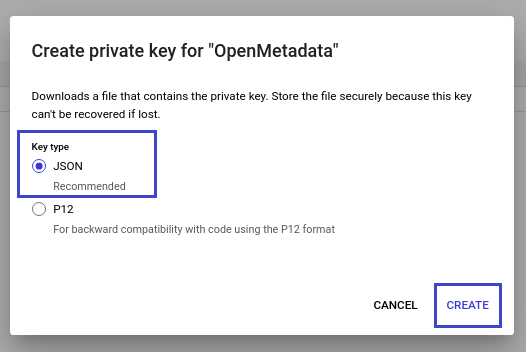 Create private key for "OpenMetadata"
Downloads a file that contains the private key. Store the file securely because this key
can't be recovered if lost.
Key type
JSON
Recommended
P12
For backward compatibility with code using the P12 format
CANCEL CREATE